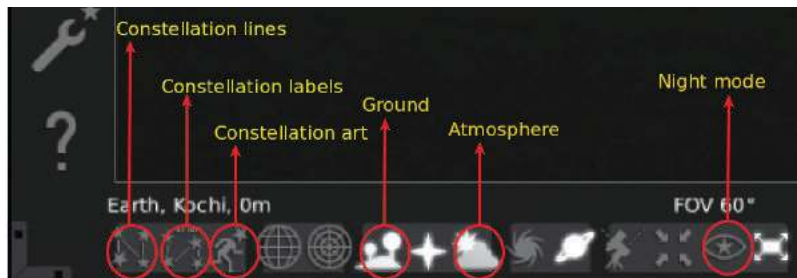 Constellation lines
Constellation labels
Constellation art
Ground
Atmosphere
Night mode
?
Earth, Kochi, 0m
FOV 60°